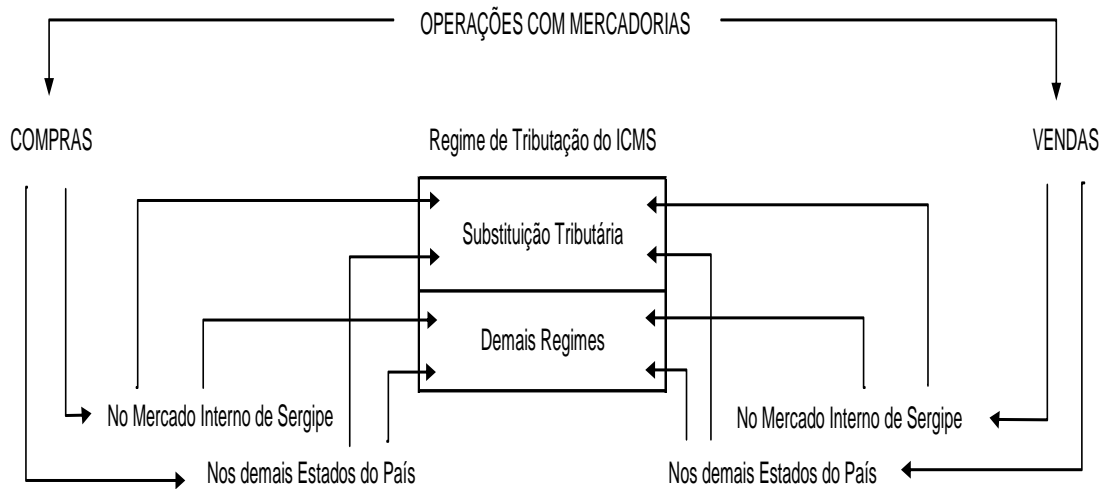 OPERAÇÕES COM MERCADORIAS
COMPRAS
Regime de Tributação do ICMS
VENDAS
Substituição Tributária
Demais Regimes
No Mercado Interno de Sergipe
No Mercado Interno de Sergipe
Nos demais Estados do País
Nos demais Estados do País